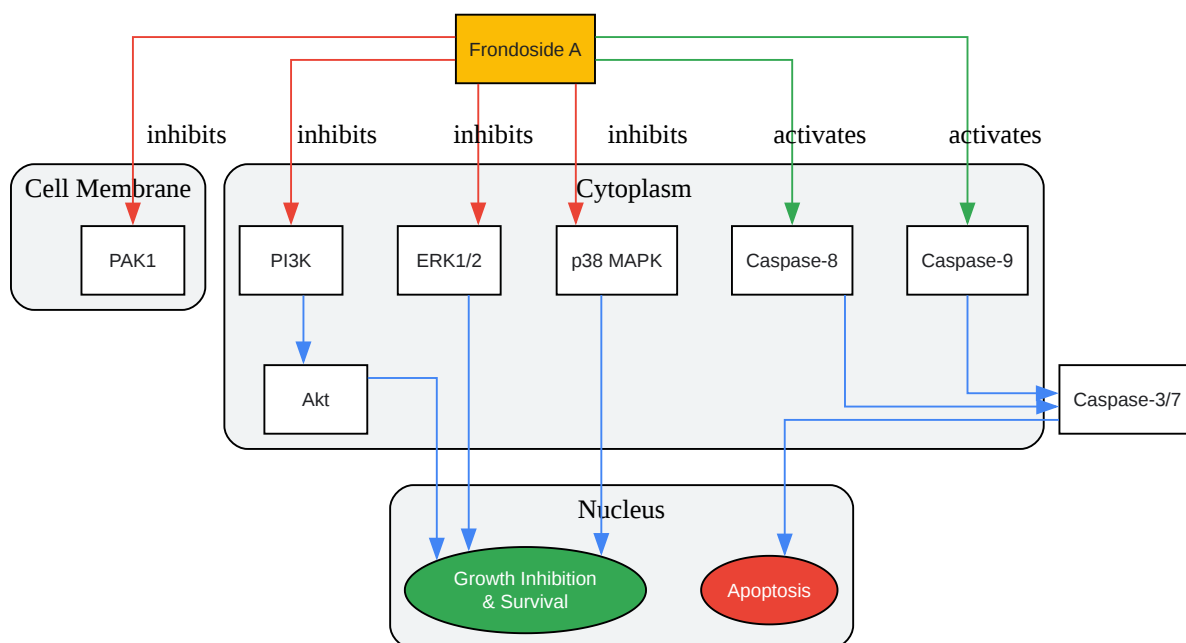 Frondoside A
inhibits inhibits inhibits inhibits activates activates
Cell Membrane
Cytoplasm
PAK1
PI3K
ERK1/2
p38 MAPK
Caspase-8
Caspase-9
Akt
Caspase-3/7
Nucleus
Growth Inhibition
& Survival
Apoptosis